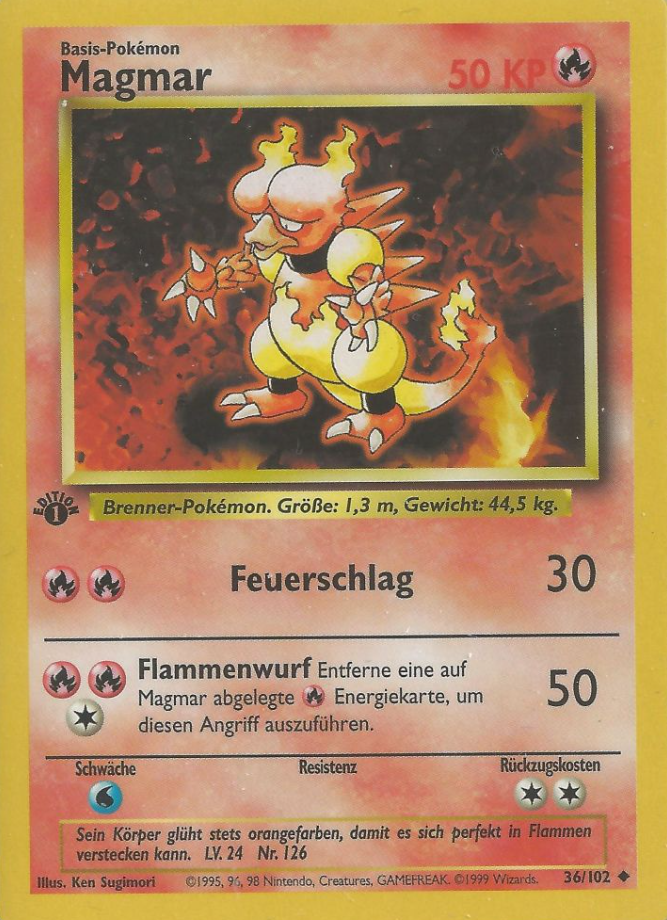 Basis-Pokémon
Magmar 50 KP
EDITION 1
Brenner-Pokémon. Größe: 1,3 m, Gewicht: 44,5 kg.
Feuerschlag 30
Flammenwurf Entferne eine auf
Magmar abgelegte Energiekarte, um 50
diesen Angriff auszuführen.
Schwäche Resistenz Rückzugskosten
Sein Körper glüht stets orangefarben, damit es sich perfekt in Flammen
verstecken kann. LV. 24 Nr. 126
Illus. Ken Sugimori ©1995, 96, 98 Nintendo, Creatures, GAMEFREAK. ©1999 Wizards. 36/102